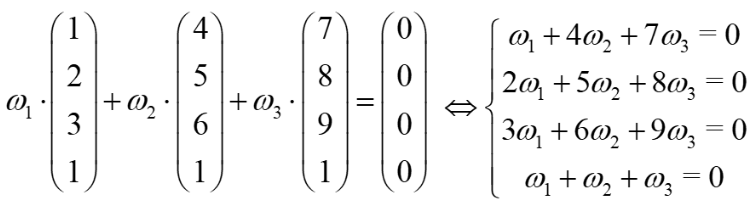 ω₁ · (1 2 3 1) + ω₂ · (4 5 6 1) + ω₃ · (7 8 9 1) = (0 0 0 0) ⇔ {
ω₁ + 4ω₂ + 7ω₃ = 0
2ω₁ + 5ω₂ + 8ω₃ = 0
3ω₁ + 6ω₂ + 9ω₃ = 0
ω₁ + ω₂ + ω₃ = 0